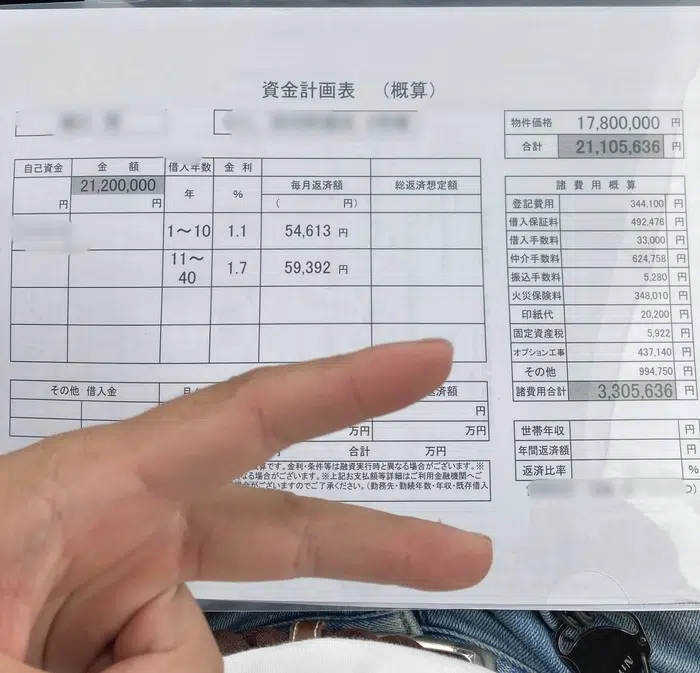 資金計画表 （概算）
物件価格 17,800,000 円
合計 21,105,636 円
自己資金 金 額 借入年数 金 利
21,200,000 毎月返済額 総返済想定額
円 円 年 % （ 円）
1～10 1.1 54,613 円
11～40 1.7 59,392 円
諸 費 用 概 算
登記費用 344,100 円
借入保証料 492,476 円
借入手数料 33,000 円
仲介手数料 624,758 円
振込手数料 5.280 円
火災保険料 348,010 円
印紙代 20,200 円
固定資産税 5,922 円
オプション工事 437,140 円
その他 994,750 円
諸費用合計 3,305,636 円
その他 借入金
済額
円
万円 万円
合計 万円
算です。金利・条件等は融資実行時と異なる場合がございます。※
なる場合がございます。※上記お支払額等詳細はご利用金融機関へご
場合がございますのでご了承ください。（勤務先・勤続年数・年収・既存借入
世帯年収 円
年間返済額 円
返済比率 %